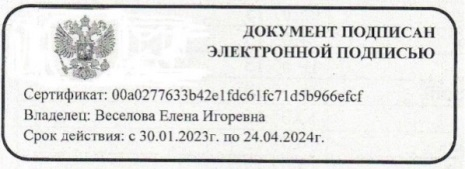 ДОКУМЕНТ ПОДПИСАН
ЭЛЕКТРОННОЙ ПОДПИСЬЮ
Сертификат: 00a0277633b42e1fdc61fc71d5b966efcf
Владелец: Веселова Елена Игоревна
Срок действия: с 30.01.2023г. по 24.04.2024г.